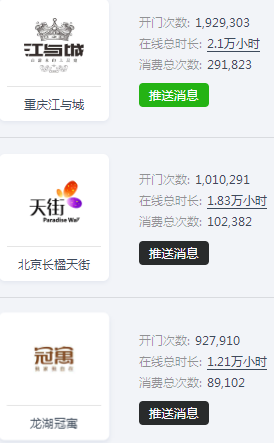 江与城
重庆江与城
开门次数: 1,929,303
在线总时长: 2.1万小时
消费总次数: 291,823
推送消息
天街
Paradise Walk
北京长楹天街
开门次数: 1,010,291
在线总时长: 1.83万小时
消费总次数: 102,382
推送消息
冠寓
龙湖冠寓
开门次数: 927,910
在线总时长: 1.21万小时
消费总次数: 89,102
推送消息